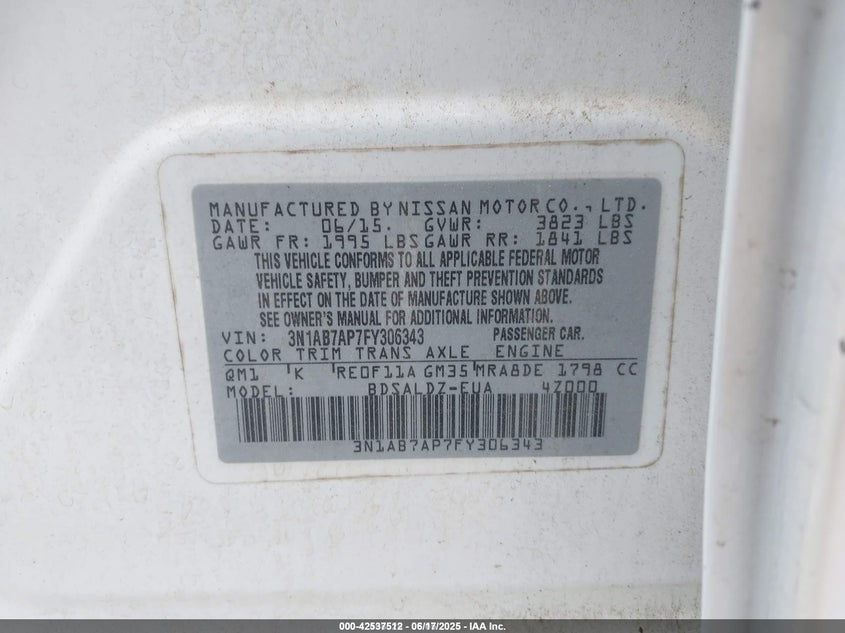 MANUFACTURED BY NISSAN MOTOR CO., LTD.
DATE: 06/15. GVWR: 3823 LBS
GAWR FR: 1995 LBS GAWR RR: 1841 LBS
THIS VEHICLE CONFORMS TO ALL APPLICABLE FEDERAL MOTOR
VEHICLE SAFETY, BUMPER AND THEFT PREVENTION STANDARDS
IN EFFECT ON THE DATE OF MANUFACTURE SHOWN ABOVE.
SEE OWNER'S MANUAL FOR ADDITIONAL INFORMATION
VIN: 3N1AB7AP7FY306343 PASSENGER CAR.
COLOR TRIM TRANS AXLE ENGINE
QM1 K RE0F11A GM35 MRA8DE 1798 CC
MODEL: BDSALDZ-EUA 4Z000
3N1AB7AP7FY306343
000-42537512 - 06/17/2025 - IAA Inc.